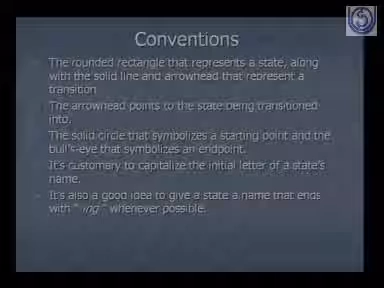 Conventions
The rounded rectangle that represents a state, along
with the solid line and arrowhead that represent a
transition
The arrowhead points to the state being transitioned
into.
The solid circle that symbolizes a starting point and the
bull's-eye that symbolizes an endpoint.
It's customary to capitalize the initial letter of a state's
name.
It's also a good idea to give a state a name that ends
with "ing" whenever possible.